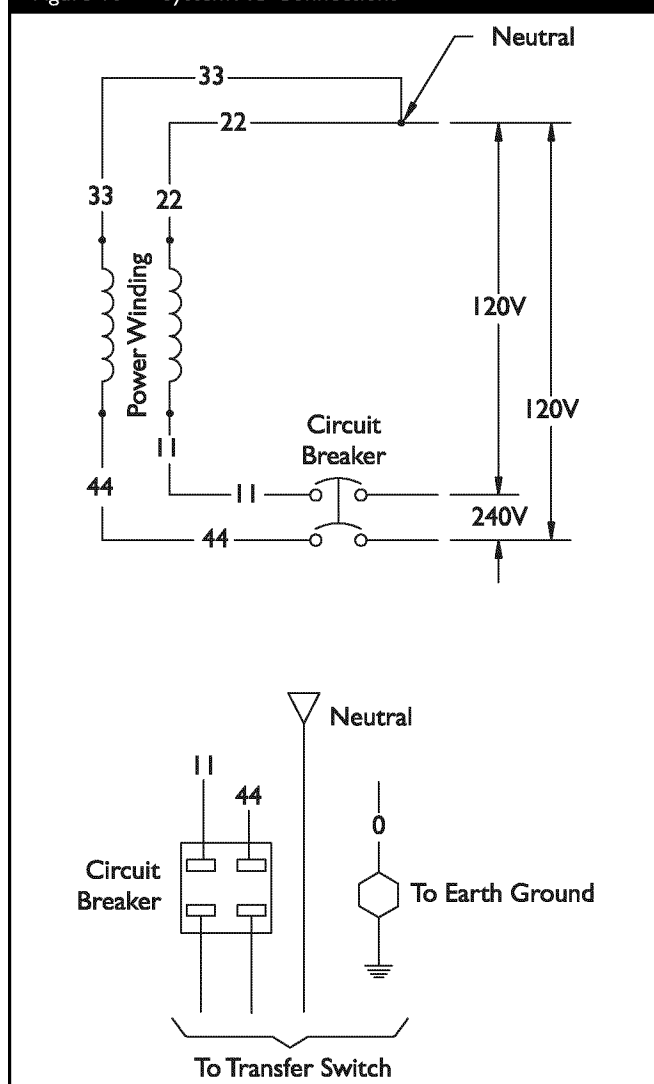 Neutral
33
22
33
22
Power Winding
120V
120V
Circuit
Breaker
11
11
44
240V
44
Neutral
11
44
0
Circuit
Breaker
To Earth Ground
To Transfer Switch